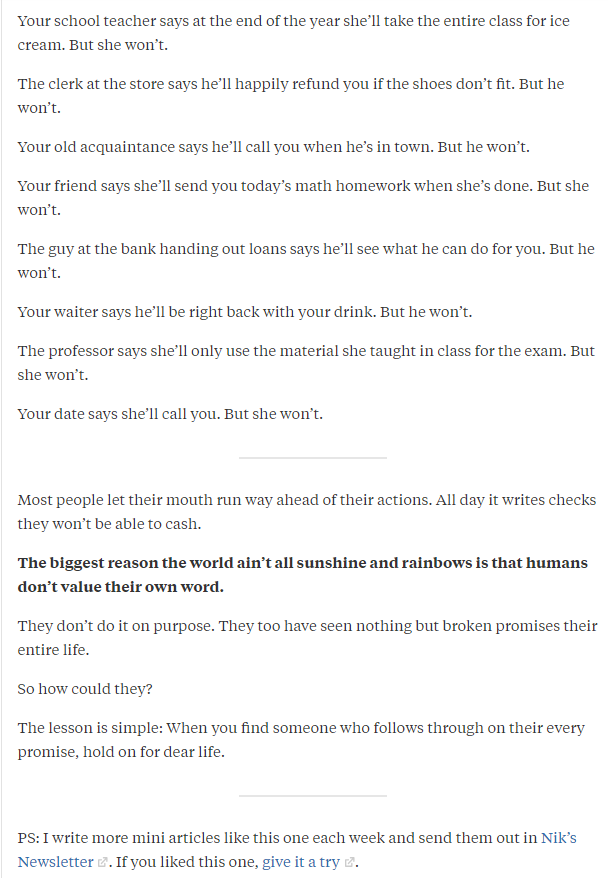 Your school teacher says at the end of the year she’ll take the entire class for ice
cream. But she won’t.
The clerk at the store says he’ll happily refund you if the shoes don’t fit. But he
won’t.
Your old acquaintance says he’ll call you when he’s in town. But he won’t.
Your friend says she’ll send you today’s math homework when she’s done. But she
won’t.
The guy at the bank handing out loans says he’ll see what he can do for you. But he
won’t.
Your waiter says he’ll be right back with your drink. But he won’t.
The professor says she’ll only use the material she taught in class for the exam. But
she won’t.
Your date says she’ll call you. But she won’t.
Most people let their mouth run way ahead of their actions. All day it writes checks
they won’t be able to cash.
The biggest reason the world ain’t all sunshine and rainbows is that humans
don’t value their own word.
They don’t do it on purpose. They too have seen nothing but broken promises their
entire life.
So how could they?
The lesson is simple: When you find someone who follows through on their every
promise, hold on for dear life.
PS: I write more mini articles like this one each week and send them out in Nik’s
Newsletter. If you liked this one, give it a try.